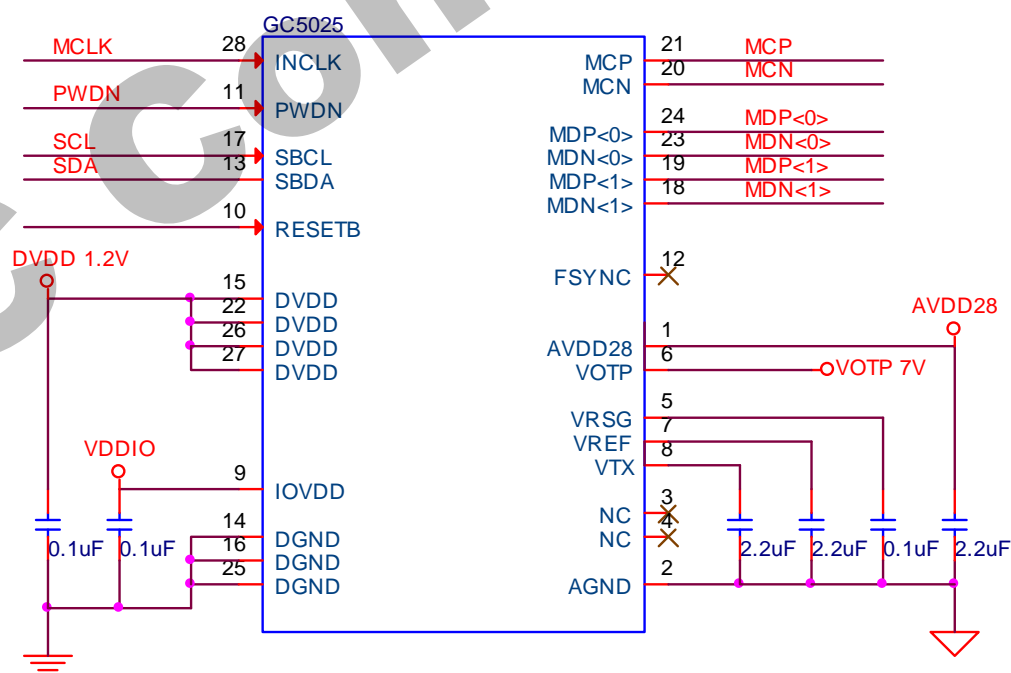 GC5025
MCLK 28 INCLK
PWDN 11 PWDN
SCL 17 SBCL
SDA 13 SBDA
10 RESETB
DVDD 1.2V
15 DVDD
22 DVDD
26 DVDD
27 DVDD
VDDIO
9 IOVDD
14 DGND
16 DGND
25 DGND
0.1uF 0.1uF
MCP 21 MCP
MCN 20 MCN
MDP<0> 24 MDP<0>
MDN<0> 23 MDN<0>
MDP<1> 19 MDP<1>
MDN<1> 18 MDN<1>
FSYNC 12
AVDD28
AVDD28 1
VOTP 6 VOTP 7V
VRSG 5
VREF 7
VTX 8
NC 3
NC 4
2.2uF 2.2uF 0.1uF 2.2uF
AGND 2